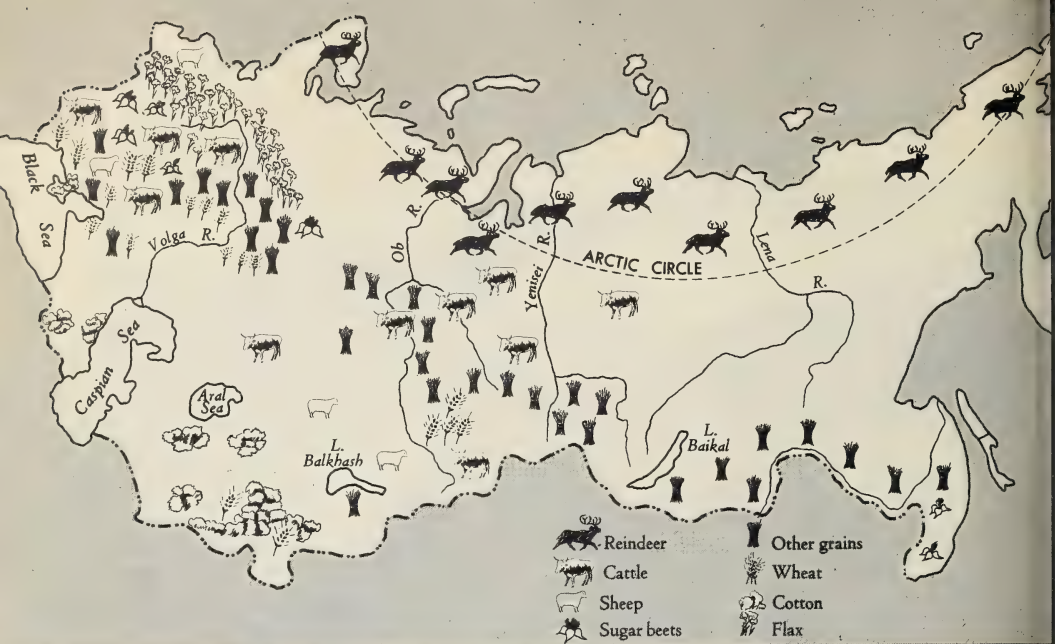 Black
Sea
Volga R.
Caspian
Sea
Aral
Sea
L.
Balkhash
Ob
R.
Yenisei
R.
ARCTIC CIRCLE
Lena
R.
L.
Baikal
Reindeer
Cattle
Sheep
Sugar beets
Other grains
Wheat
Cotton
Flax